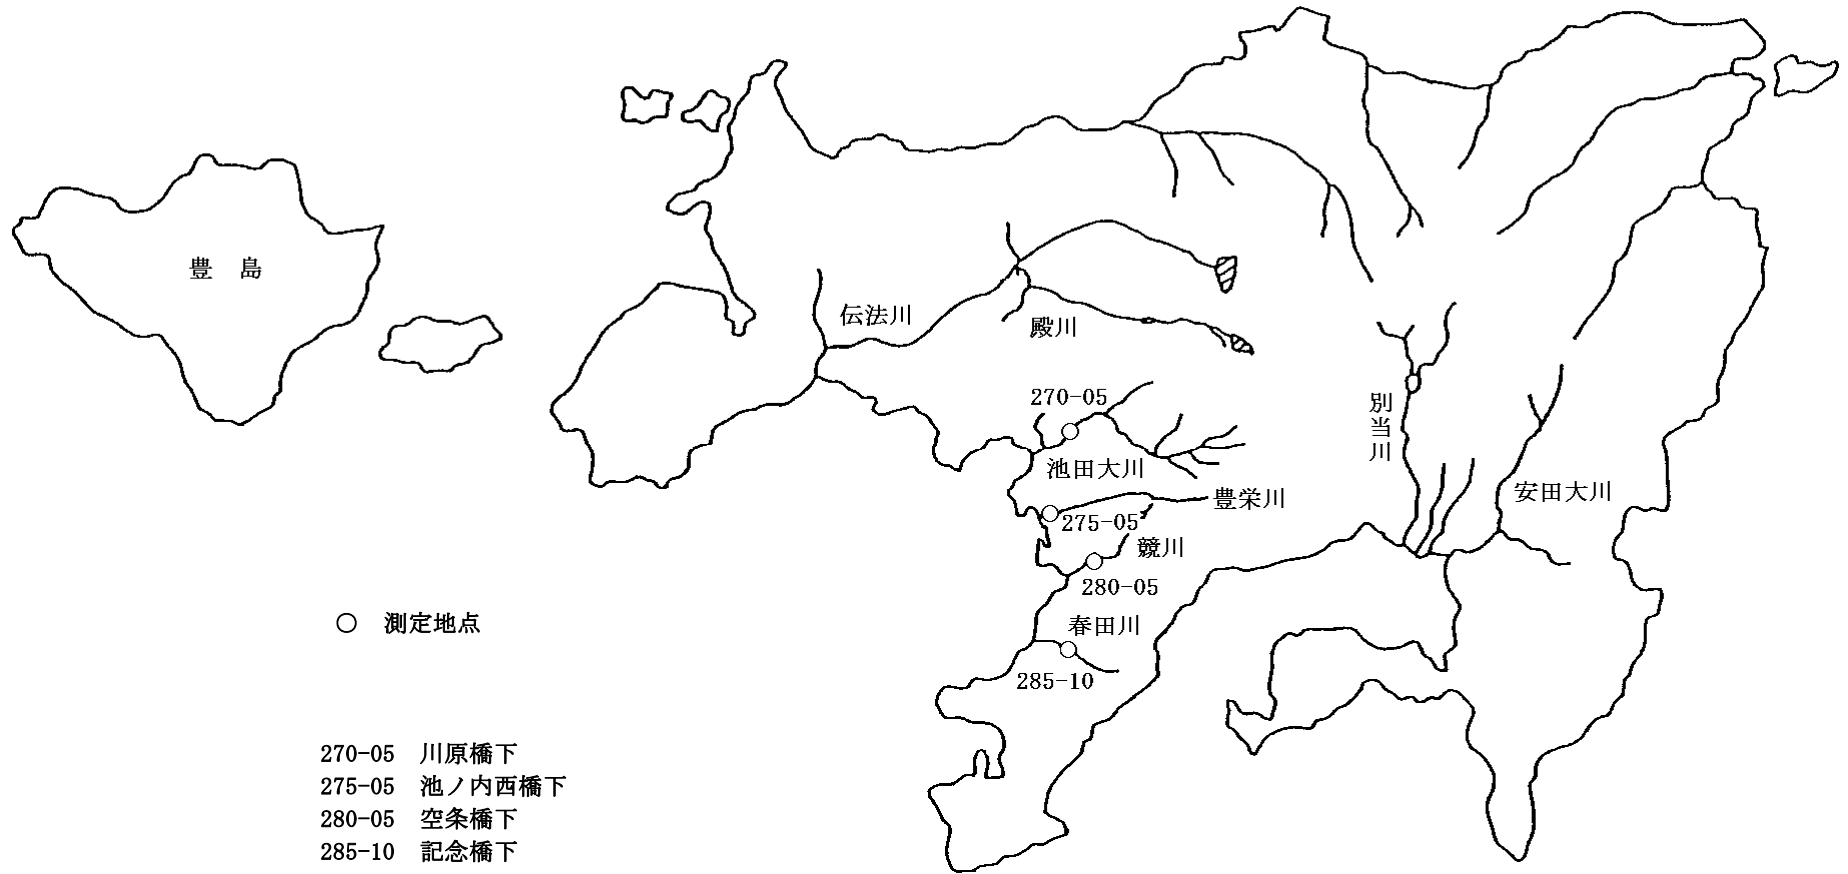 豊 島
伝法川
殿川
270-05
池田大川
別当川
安田大川
豊栄川
275-05
競川
280-05
春田川
285-10
○ 測定地点
270-05 川原橋下
275-05 池ノ内西橋下
280-05 空条橋下
285-10 記念橋下